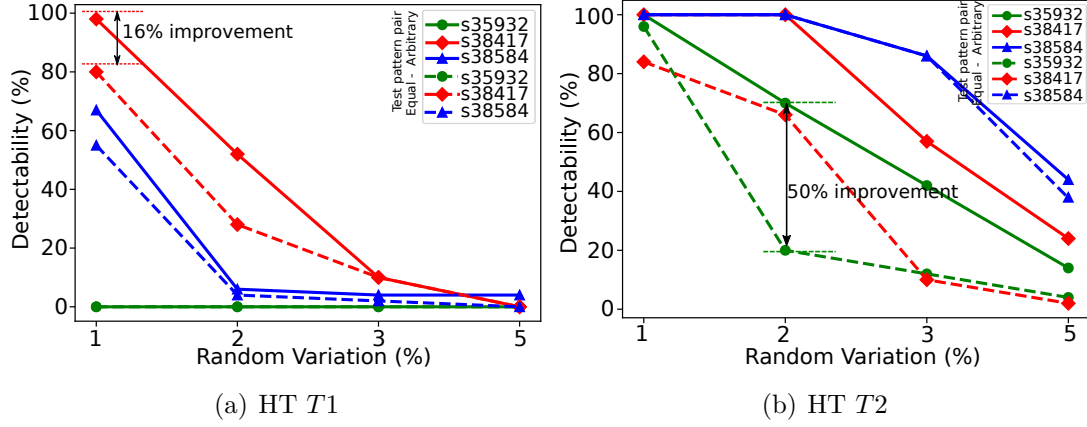 100
80
60
40
20
0
Detectability (%)
16% improvement
Test pattern pair
Equal - Arbitrary
s35932
s38417
s38584
s35932
s38417
s38584
1
2
3
5
Random Variation (%)
(a) HT T1
100
80
60
40
20
0
Detectability (%)
50% improvement
Test pattern pair
Equal - Arbitrary
s35932
s38417
s38584
s35932
s38417
s38584
1
2
3
5
Random Variation (%)
(b) HT T2